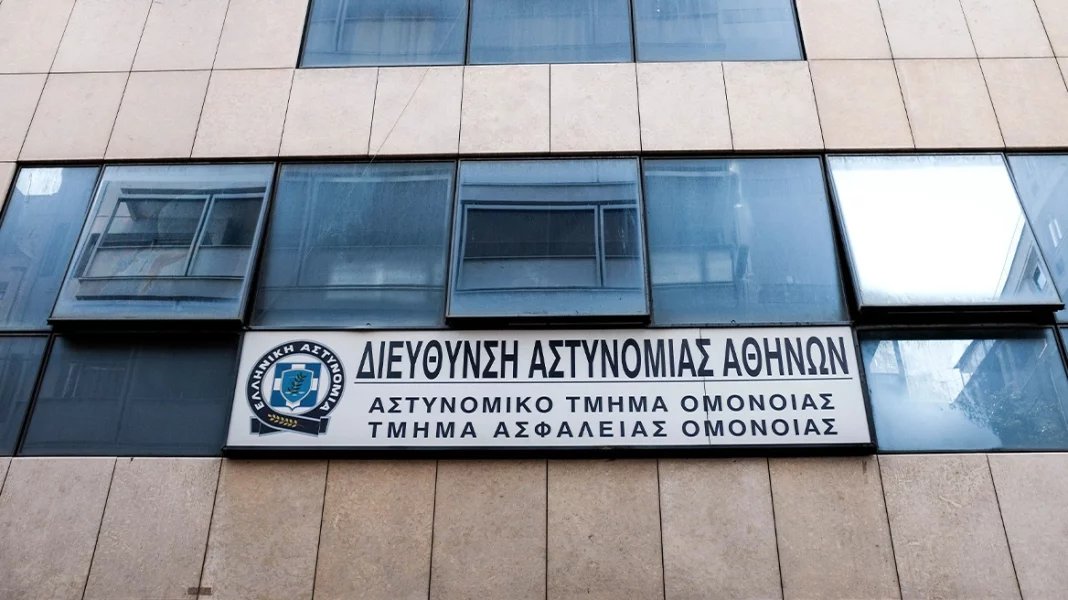 ΕΛΛΗΝΙΚΗ ΑΣΤΥΝΟΜΙΑ
ΔΙΕΥΘΥΝΣΗ ΑΣΤΥΝΟΜΙΑΣ ΑΘΗΝΩΝ
ΑΣΤΥΝΟΜΙΚΟ ΤΜΗΜΑ ΟΜΟΝΟΙΑΣ
ΤΜΗΜΑ ΑΣΦΑΛΕΙΑΣ ΟΜΟΝΟΙΑΣ